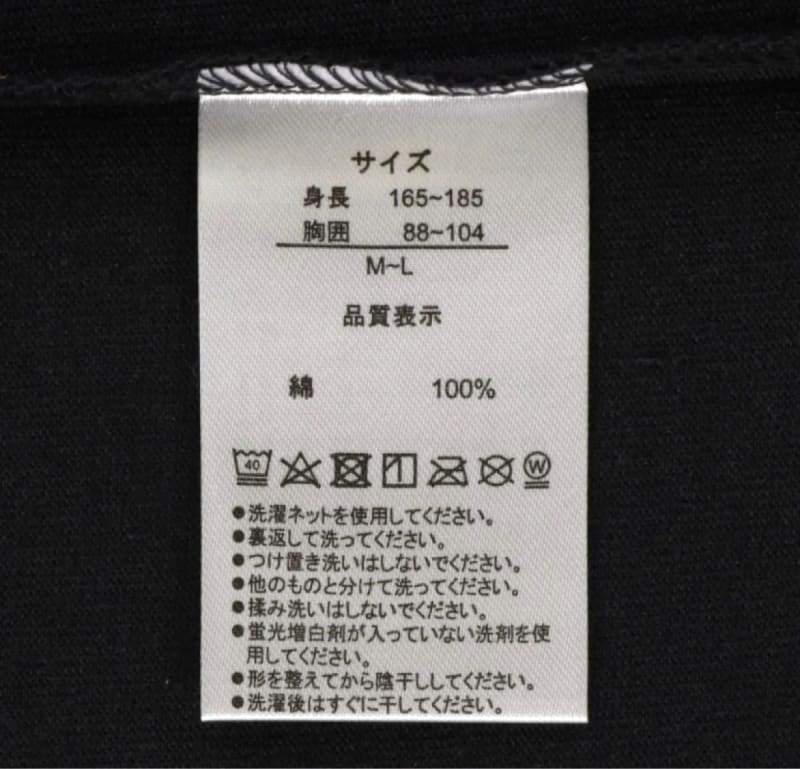 サイズ
身長 165~185
胸囲 88~104
M~L
品質表示
綿 100%
40 W
●洗濯ネットを使用してください。
●裏返して洗ってください。
●つけ置き洗いはしないでください。
●他のものと分けて洗ってください。
●揉み洗いはしないでください。
●蛍光増白剤が入っていない洗剤を使
用してください。
●形を整えてから陰干ししてください。
●洗濯後はすぐに干してください。